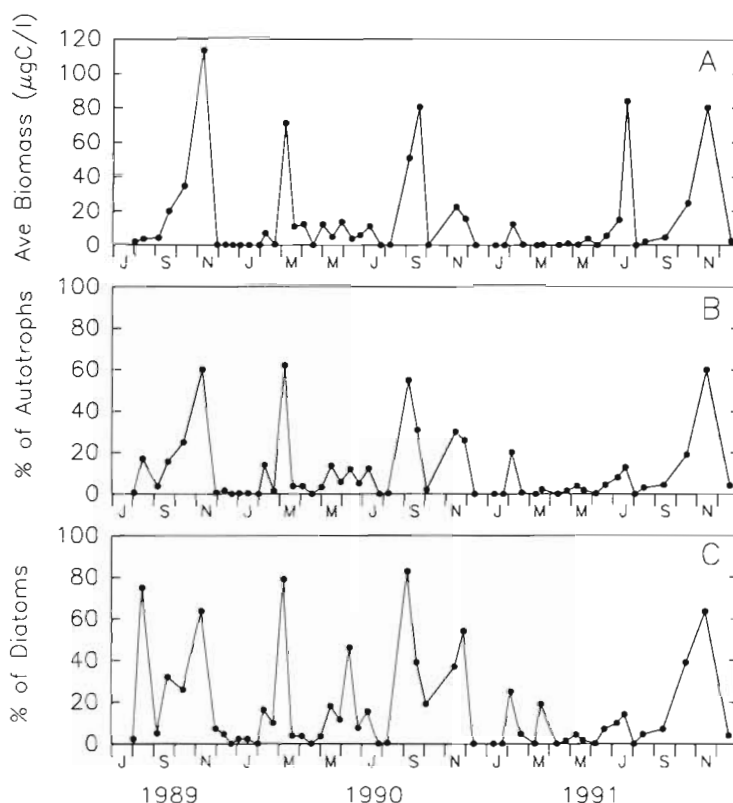 Ave Biomass (µgC/l)
120
100
80
60
40
20
0
A
J S N J M M J S N J M M J S N
% of Autotrophs
100
80
60
40
20
0
B
J S N J M M J S N J M M J S N
% of Diatoms
100
80
60
40
20
0
C
J S N J M M J S N J M M J S N
1989 1990 1991